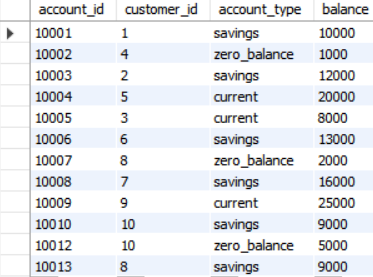 account_id customer_id account_type balance
10001 1 savings 10000
10002 4 zero_balance 1000
10003 2 savings 12000
10004 5 current 20000
10005 3 current 8000
10006 6 savings 13000
10007 8 zero_balance 2000
10008 7 savings 16000
10009 9 current 25000
10010 10 savings 9000
10012 10 zero_balance 5000
10013 8 savings 9000